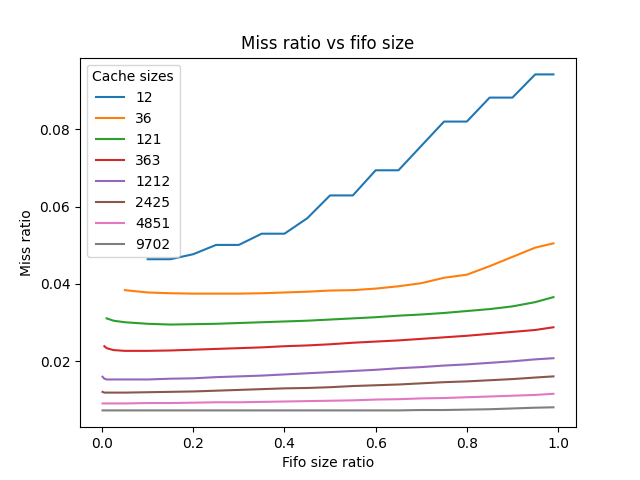 Miss ratio vs fifo size
Cache sizes
12
36
121
363
1212
2425
4851
9702
0.08
0.06
0.04
0.02
Miss ratio
0.0 0.2 0.4 0.6 0.8 1.0
Fifo size ratio